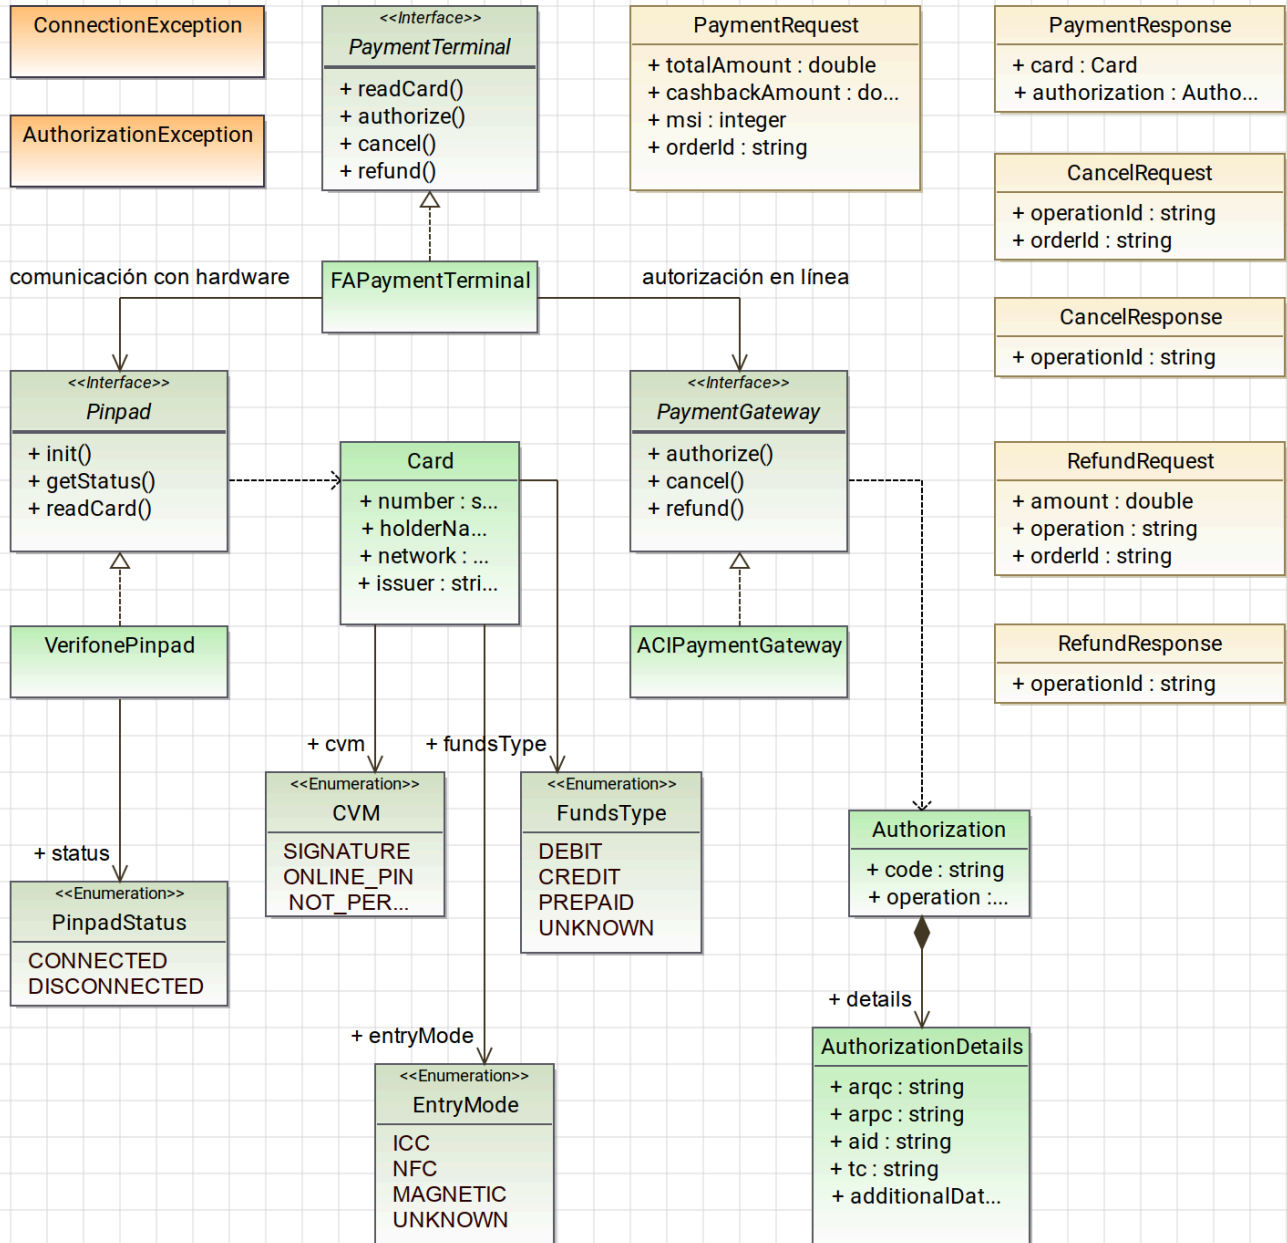 ConnectionException
AuthorizationException
<<Interface>>
PaymentTerminal
+ readCard()
+ authorize()
+ cancel()
+ refund()
PaymentRequest
+ totalAmount : double
+ cashbackAmount : do...
+ msi : integer
+ orderId : string
PaymentResponse
+ card : Card
+ authorization : Autho...
CancelRequest
+ operationId : string
+ orderId : string
comunicación con hardware
FAPaymentTerminal
autorización en línea
CancelResponse
+ operationId : string
<<Interface>>
Pinpad
+ init()
+ getStatus()
+ readCard()
Card
+ number : s...
+ holderNa...
+ network : ...
+ issuer : stri...
<<Interface>>
PaymentGateway
+ authorize()
+ cancel()
+ refund()
RefundRequest
+ amount : double
+ operation : string
+ orderId : string
VerifonePinpad
ACIPaymentGateway
RefundResponse
+ operationId : string
+ cvm
+ fundsType
<<Enumeration>>
CVM
SIGNATURE
ONLINE_PIN
NOT_PER...
<<Enumeration>>
FundsType
DEBIT
CREDIT
PREPAID
UNKNOWN
+ status
<<Enumeration>>
PinpadStatus
CONNECTED
DISCONNECTED
Authorization
+ code : string
+ operation :...
+ details
+ entryMode
<<Enumeration>>
EntryMode
ICC
NFC
MAGNETIC
UNKNOWN
AuthorizationDetails
+ arqc : string
+ arpc : string
+ aid : string
+ tc : string
+ additionalDat...